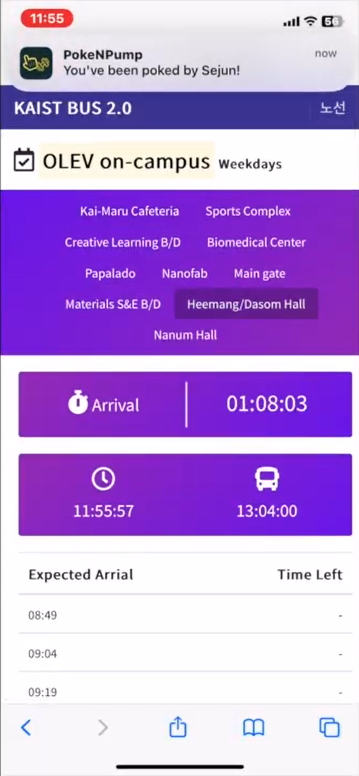 11:55
PokeNPump
now
You've been poked by Sejun!
KAIST BUS 2.0
노선
OLEV on-campus Weekdays
Kai-Maru Cafeteria Sports Complex
Creative Learning B/D Biomedical Center
Papalado Nanofab Main gate
Materials S&E B/D Heemang/Dasom Hall
Nanum Hall
Arrival 01:08:03
11:55:57 13:04:00
Expected Arrial Time Left
08:49 -
09:04 -
09:19 -